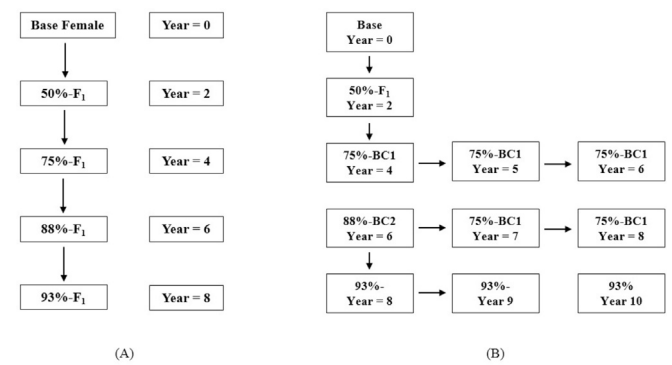 Base Female
Year = 0
50%-F₁
Year = 2
75%-F₁
Year = 4
88%-F₁
Year = 6
93%-F₁
Year = 8
(A)
Base
Year = 0
50%-F₁
Year = 2
75%-BC1
Year = 4
75%-BC1
Year = 5
75%-BC1
Year = 6
88%-BC2
Year = 6
75%-BC1
Year = 7
75%-BC1
Year = 8
93%-
Year = 8
93%-
Year 9
93%
Year 10
(B)